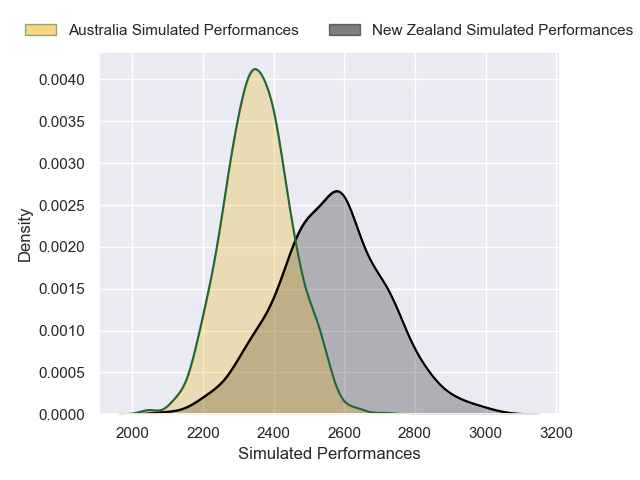 Australia Simulated Performances New Zealand Simulated Performances
0.0040
0.0035
0.0030
0.0025
0.0020
0.0015
0.0010
0.0005
0.0000
Density
2000 2200 2400 2600 2800 3000 3200
Simulated Performances